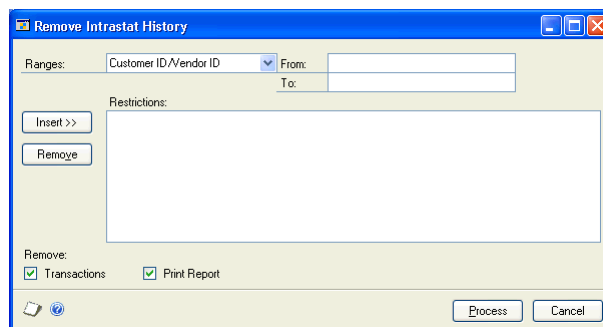 Remove Intrastat History
Ranges: Customer ID/Vendor ID From:
To:
Restrictions:
Insert >>
Remove
Remove:
Transactions Print Report
Process Cancel